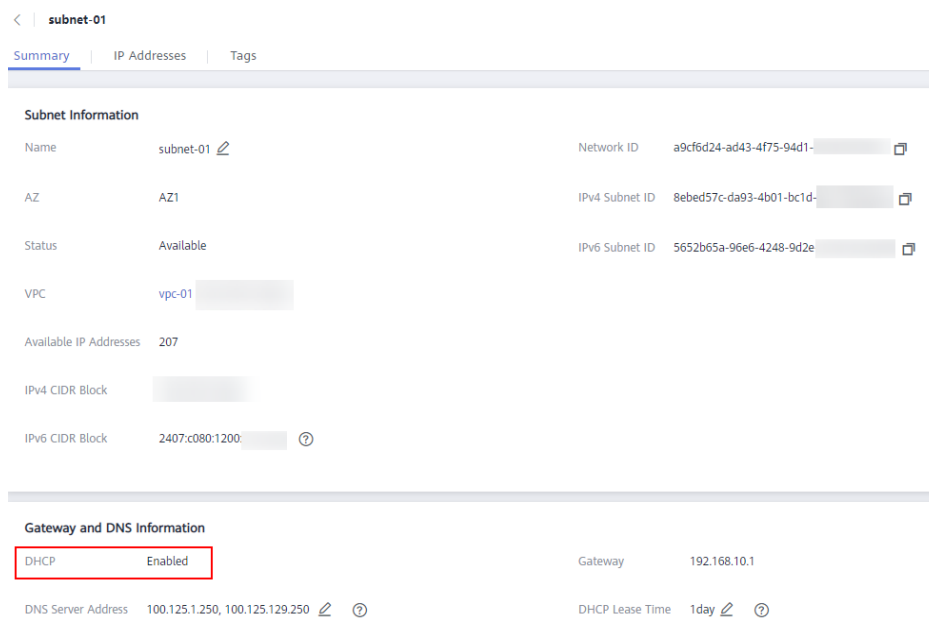 subnet-01
Summary IP Addresses Tags
Subnet Information
Name subnet-01 Network ID a9cf6d24-ad43-4f75-94d1-
AZ AZ1 IPv4 Subnet ID 8ebed57c-da93-4b01-bc1d-
Status Available IPv6 Subnet ID 5652b65a-96e6-4248-9d2e
VPC vpc-01
Available IP Addresses 207
IPv4 CIDR Block
IPv6 CIDR Block 2407:c080:1200:
Gateway and DNS Information
DHCP Enabled Gateway 192.168.10.1
DNS Server Address 100.125.1.250, 100.125.129.250 DHCP Lease Time 1day